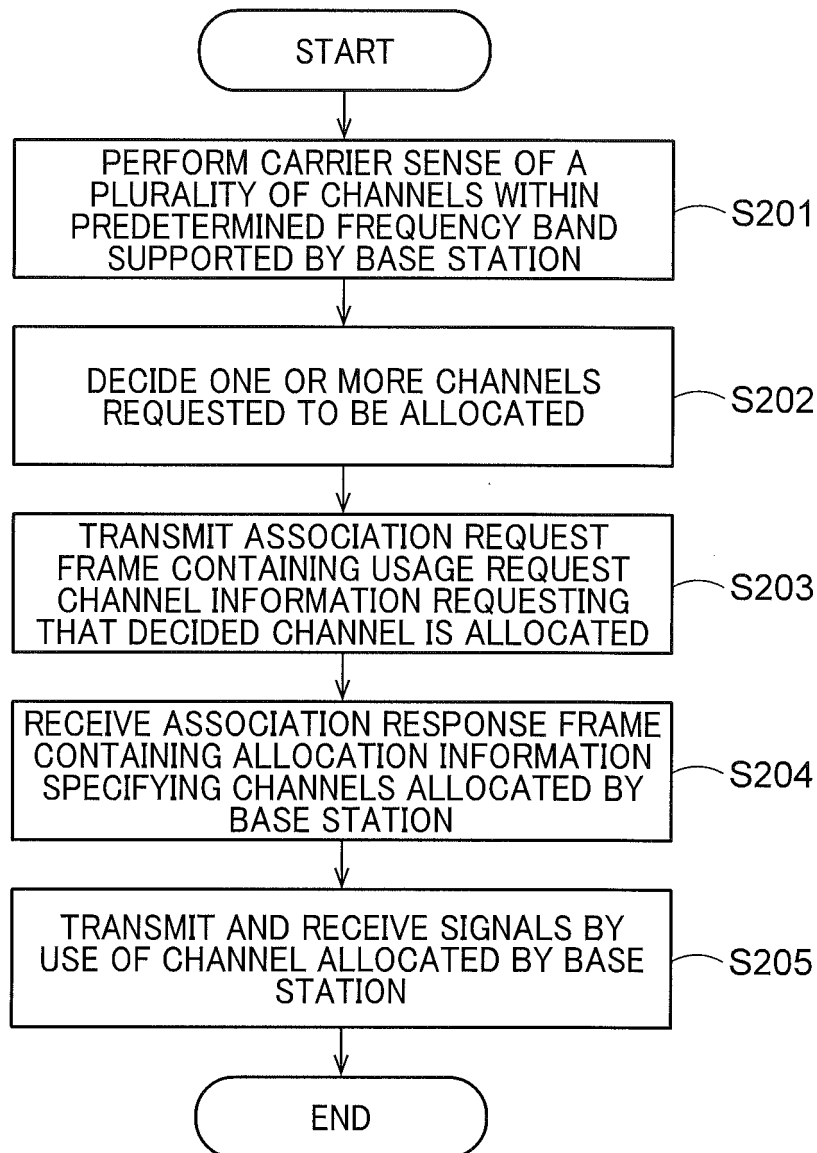 START
PERFORM CARRIER SENSE OF A
PLURALITY OF CHANNELS WITHIN
PREDETERMINED FREQUENCY BAND
SUPPORTED BY BASE STATION
S201
DECIDE ONE OR MORE CHANNELS
REQUESTED TO BE ALLOCATED
S202
TRANSMIT ASSOCIATION REQUEST
FRAME CONTAINING USAGE REQUEST
CHANNEL INFORMATION REQUESTING
THAT DECIDED CHANNEL IS ALLOCATED
S203
RECEIVE ASSOCIATION RESPONSE FRAME
CONTAINING ALLOCATION INFORMATION
SPECIFYING CHANNELS ALLOCATED BY
BASE STATION
S204
TRANSMIT AND RECEIVE SIGNALS BY
USE OF CHANNEL ALLOCATED BY BASE
STATION
S205
END